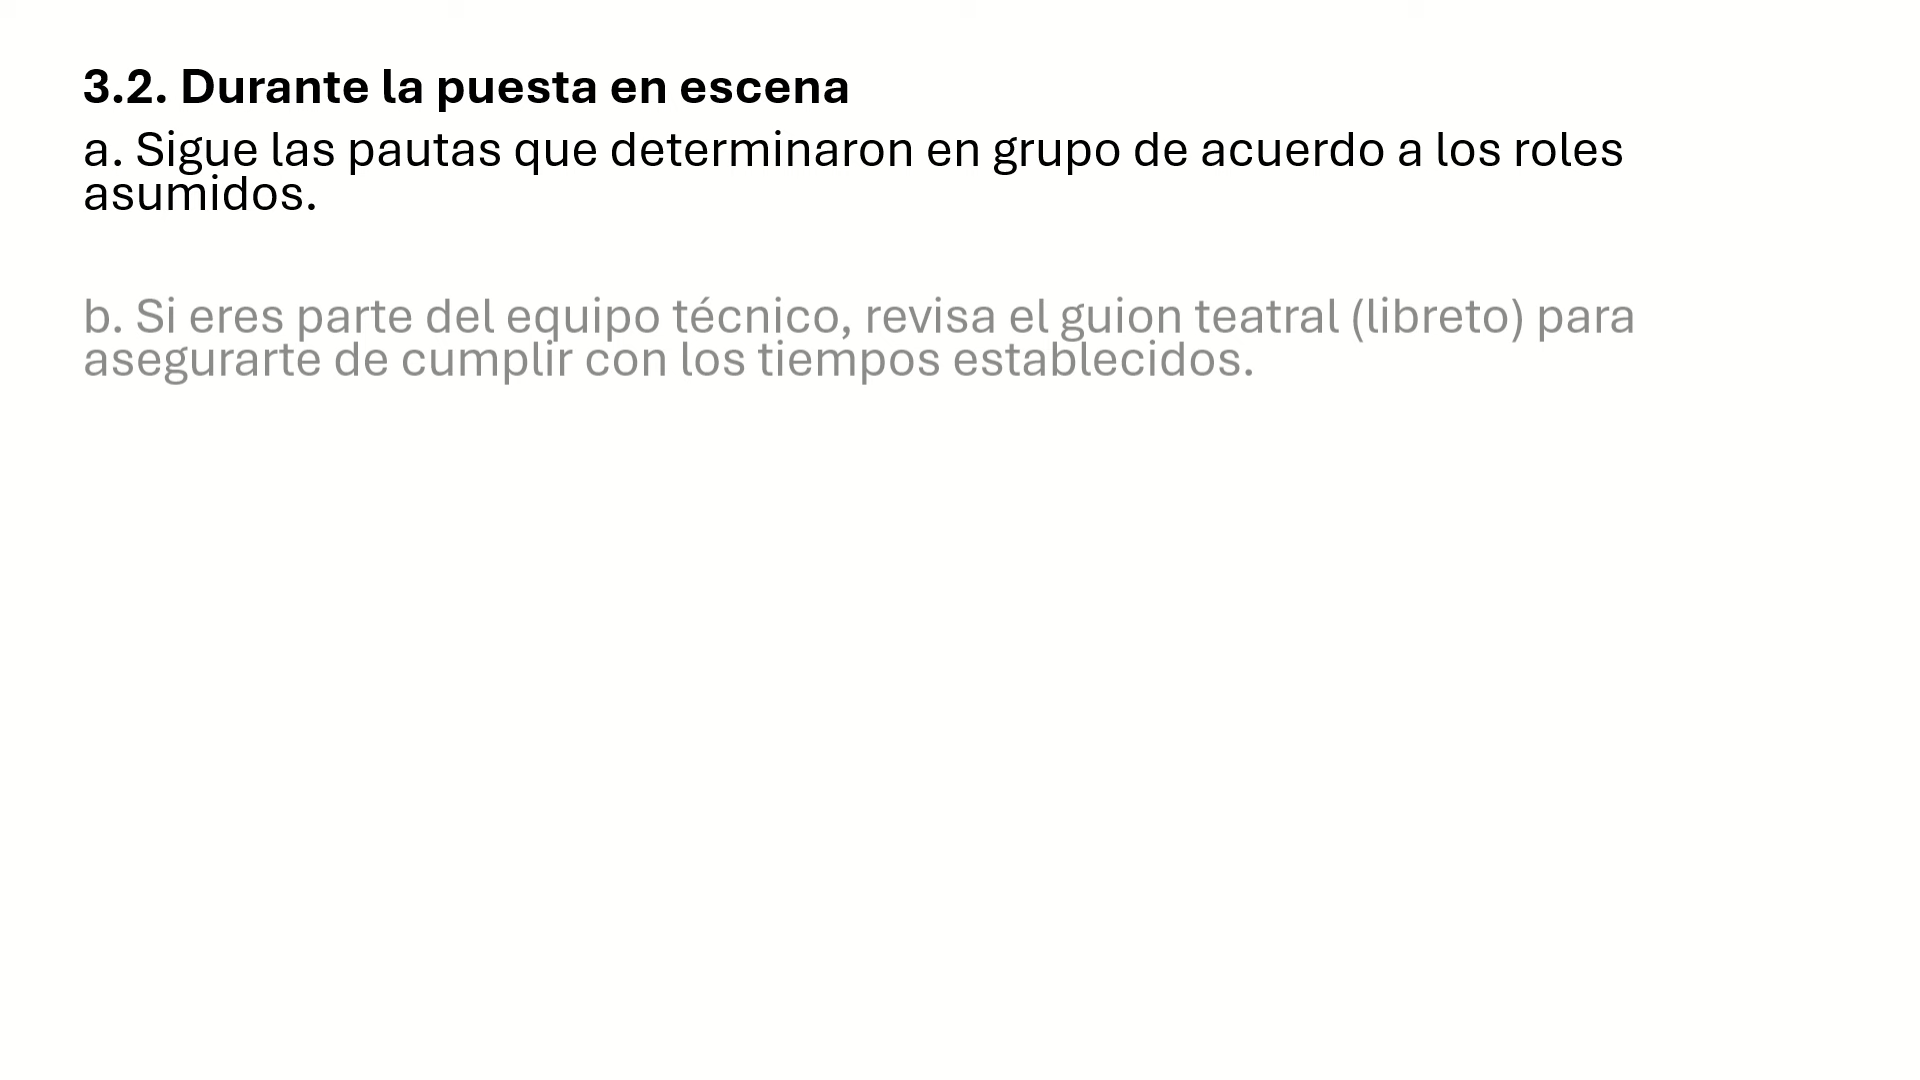 3.2. Durante la puesta en escena
a. Sigue las pautas que determinaron en grupo de acuerdo a los roles
asumidos.
b. Si eres parte del equipo técnico, revisa el guion teatral (libreto) para
asegurarte de cumplir con los tiempos establecidos.